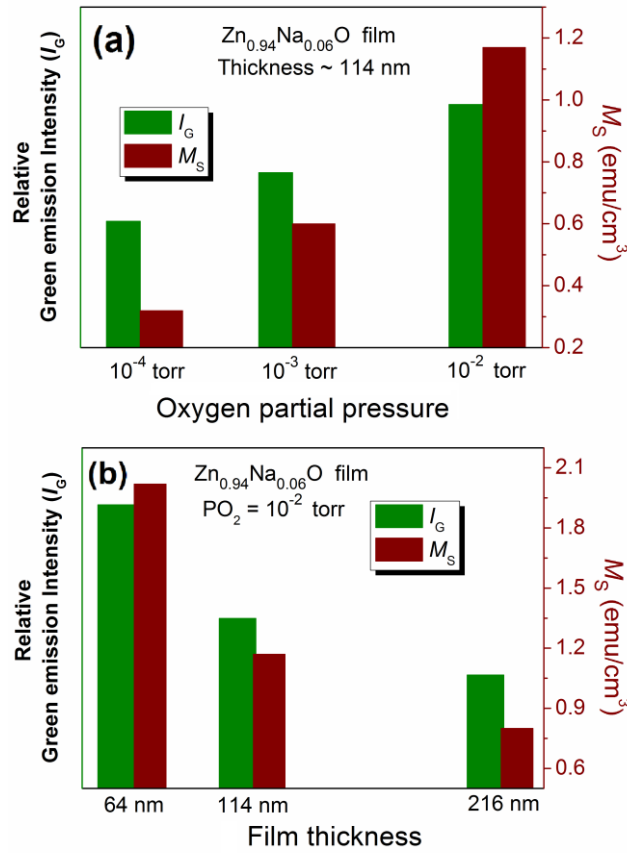 (a)
Zn0.94Na0.06O film
Thickness ~ 114 nm
IG
MS
Relative
Green emission Intensity (IG)
1.2
1.0
0.8
0.6
0.4
0.2
MS (emu/cm3)
10-4 torr
10-3 torr
10-2 torr
Oxygen partial pressure
(b)
Zn0.94Na0.06O film
PO2 = 10-2 torr
IG
MS
Relative
Green emission Intensity (IG)
2.1
1.8
1.5
1.2
0.9
0.6
MS (emu/cm3)
64 nm
114 nm
216 nm
Film thickness